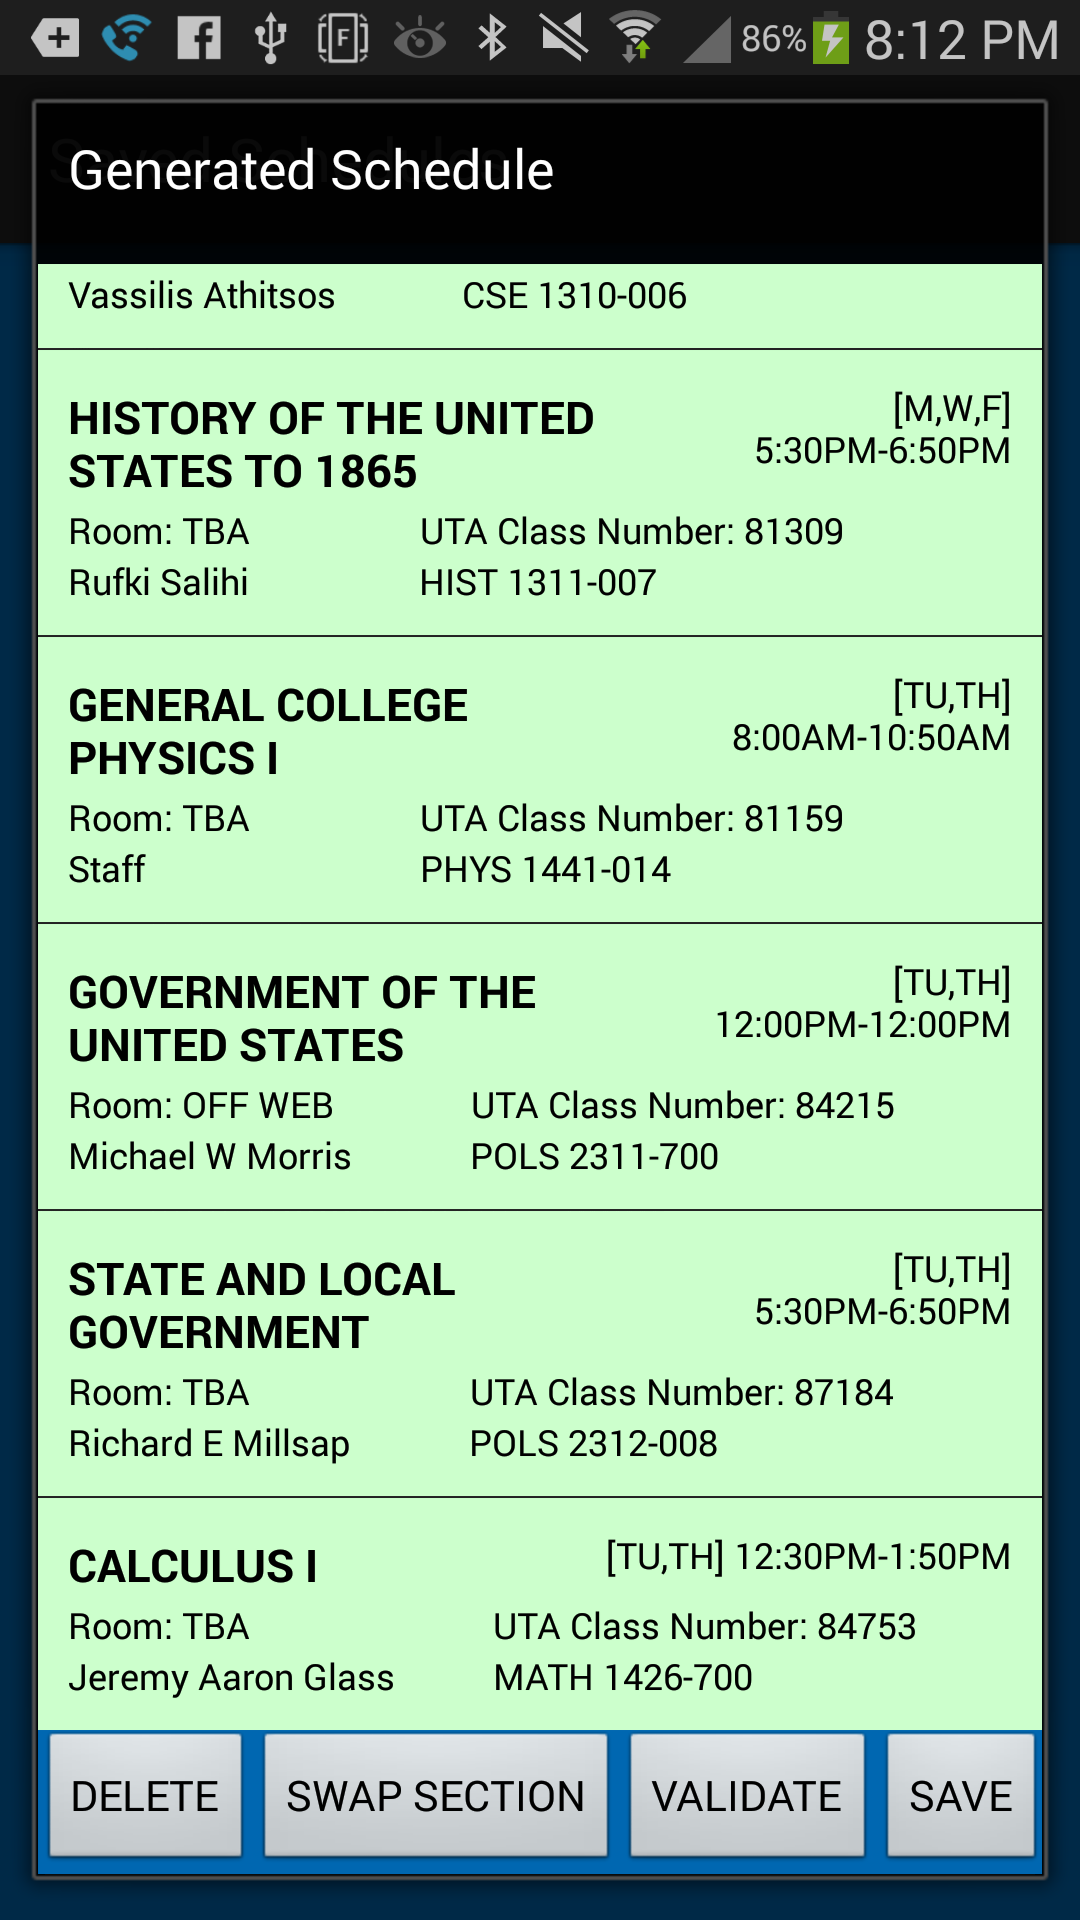 86% 8:12 PM
Generated Schedule
Vassilis Athitsos CSE 1310-006
HISTORY OF THE UNITED STATES TO 1865
[M,W,F]
5:30PM-6:50PM
Room: TBA UTA Class Number: 81309
Rufki Salihi HIST 1311-007
GENERAL COLLEGE PHYSICS I
[TU,TH]
8:00AM-10:50AM
Room: TBA UTA Class Number: 81159
Staff PHYS 1441-014
GOVERNMENT OF THE UNITED STATES
[TU,TH]
12:00PM-12:00PM
Room: OFF WEB UTA Class Number: 84215
Michael W Morris POLS 2311-700
STATE AND LOCAL GOVERNMENT
[TU,TH]
5:30PM-6:50PM
Room: TBA UTA Class Number: 87184
Richard E Millsap POLS 2312-008
CALCULUS I [TU,TH] 12:30PM-1:50PM
Room: TBA UTA Class Number: 84753
Jeremy Aaron Glass MATH 1426-700
DELETE SWAP SECTION VALIDATE SAVE